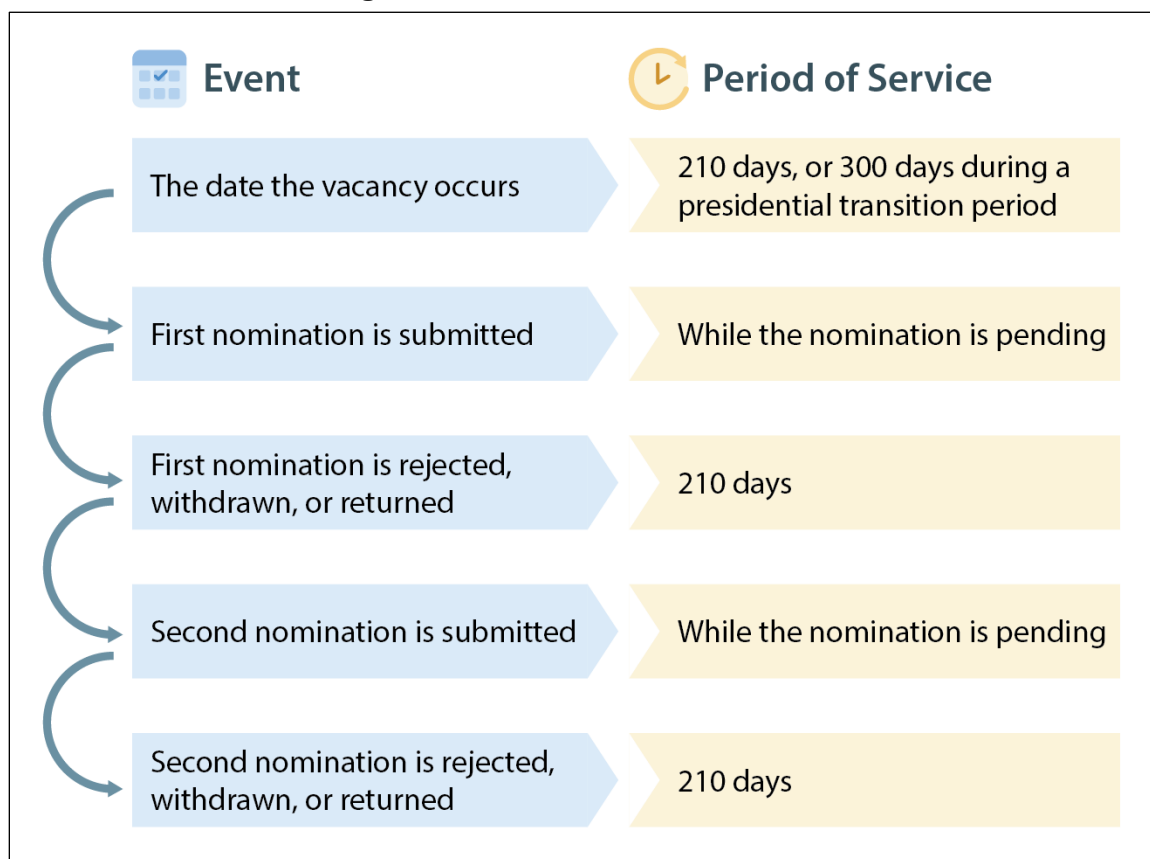 Event
Period of Service
The date the vacancy occurs
210 days, or 300 days during a
presidential transition period
First nomination is submitted
While the nomination is pending
First nomination is rejected,
withdrawn, or returned
210 days
Second nomination is submitted
While the nomination is pending
Second nomination is rejected,
withdrawn, or returned
210 days